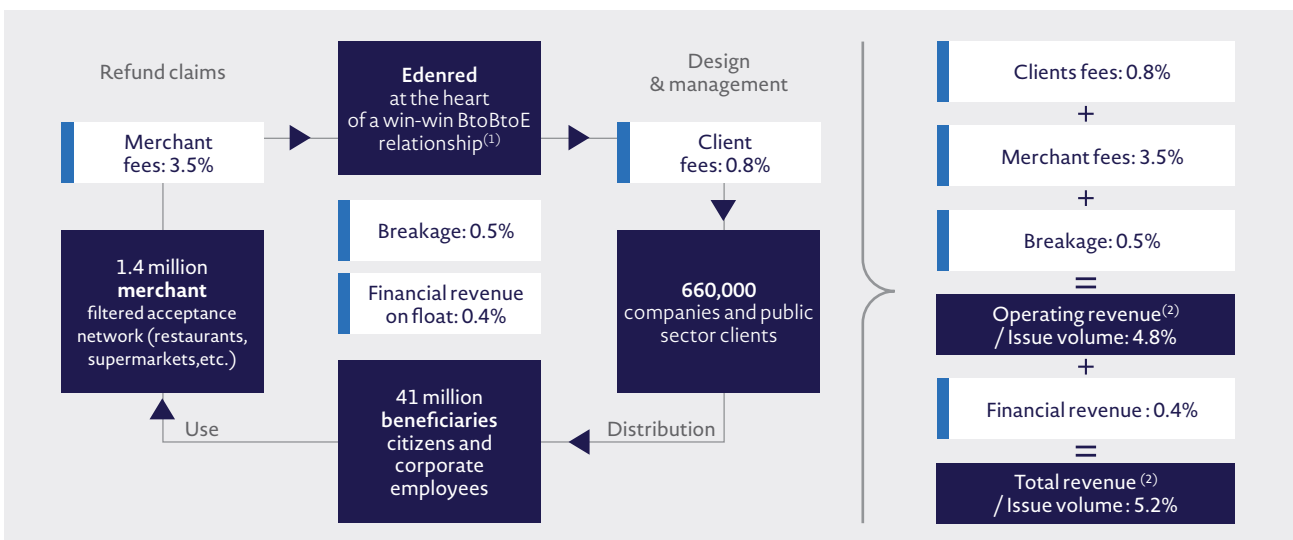 Refund claims
Merchant
fees: 3.5%
Edenred
at the heart
of a win-win BtoBtoE
relationship(1)
Design
& management
Client
fees: 0.8%
Breakage: 0.5%
Financial revenue
on float: 0.4%
1.4 million
merchant
filtered acceptance
network (restaurants,
supermarkets,etc.)
660,000
companies and public
sector clients
41 million
beneficiaries
citizens and
corporate
employees
Use
Distribution
Clients fees: 0.8%
+
Merchant fees: 3.5%
+
Breakage: 0.5%
=
Operating revenue(2)
/ Issue volume: 4.8%
+
Financial revenue : 0.4%
=
Total revenue (2)
/ Issue volume: 5.2%